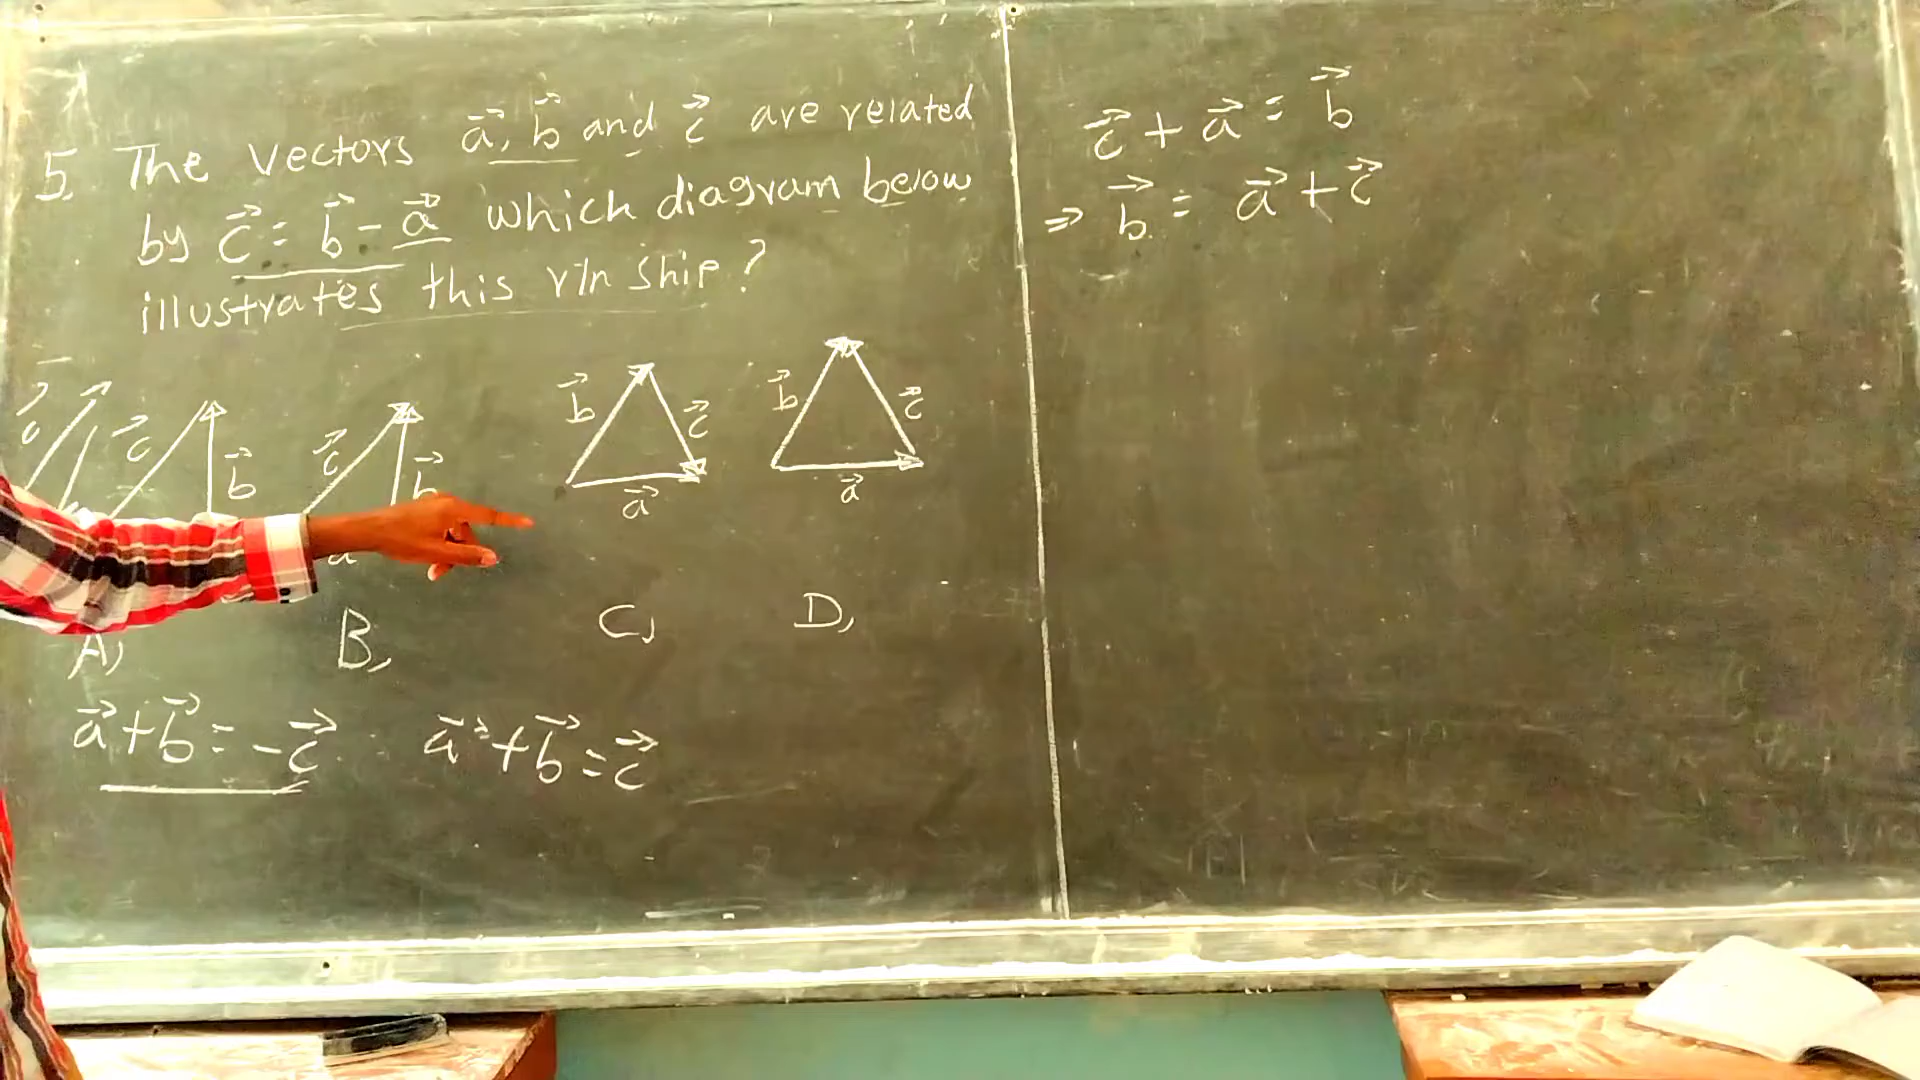 5, The vectors a⃗, b⃗ and c⃗ are related
by c⃗ = b⃗ - a⃗ which diagram below
illustrates this r/n ship?
c⃗ c⃗ b⃗ c⃗ b⃗ a b⃗ c⃗ a⃗ b⃗ c⃗ a⃗
A, B, C, D,
a⃗ + b⃗ = -c⃗ a⃗ + b⃗ = c⃗
c⃗ + a⃗ = b⃗
⇒ b⃗ = a⃗ + c⃗